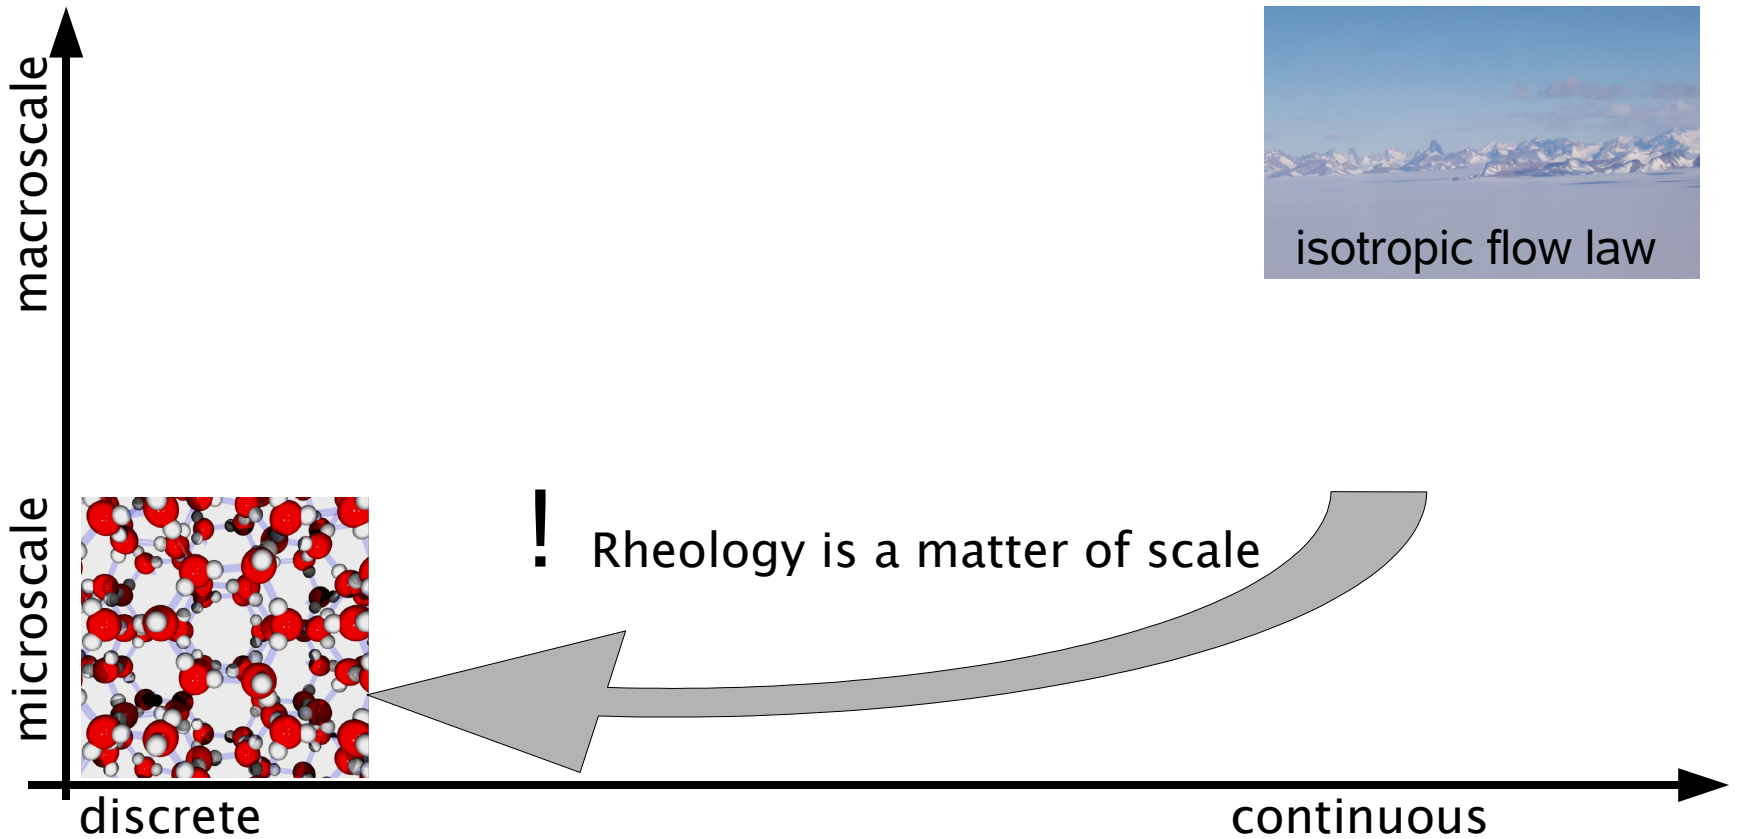 macroscale
isotropic flow law
microscale
! Rheology is a matter of scale
discrete
continuous